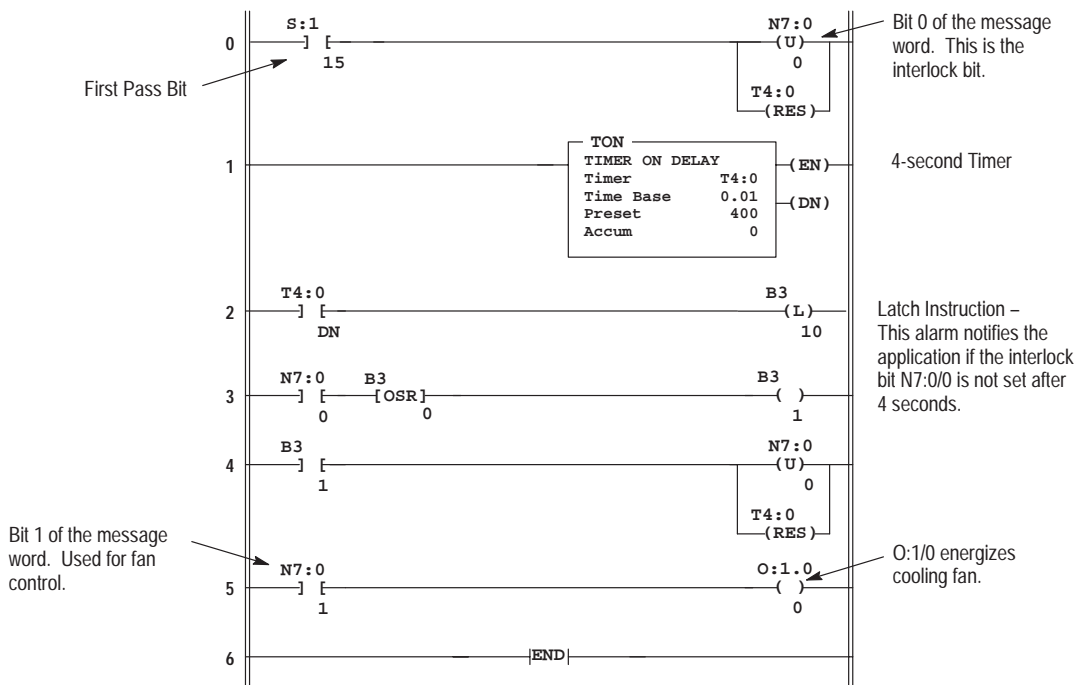 S:1
0
] [
15
First Pass Bit
N7:0
(U)
0
T4:0
(RES)
Bit 0 of the message
word. This is the
interlock bit.
1
TON
TIMER ON DELAY
Timer T4:0
Time Base 0.01
Preset 400
Accum 0
(EN)
(DN)
4-second Timer
2
T4:0
] [
DN
B3
(L)
10
Latch Instruction –
This alarm notifies the
application if the interlock
bit N7:0/0 is not set after
4 seconds.
3
N7:0
] [
0
B3
[OSR]
0
B3
( )
1
4
B3
] [
1
N7:0
(U)
0
T4:0
(RES)
Bit 1 of the message
word. Used for fan
control.
5
N7:0
] [
1
O:1.0
( )
0
O:1/0 energizes
cooling fan.
6
END